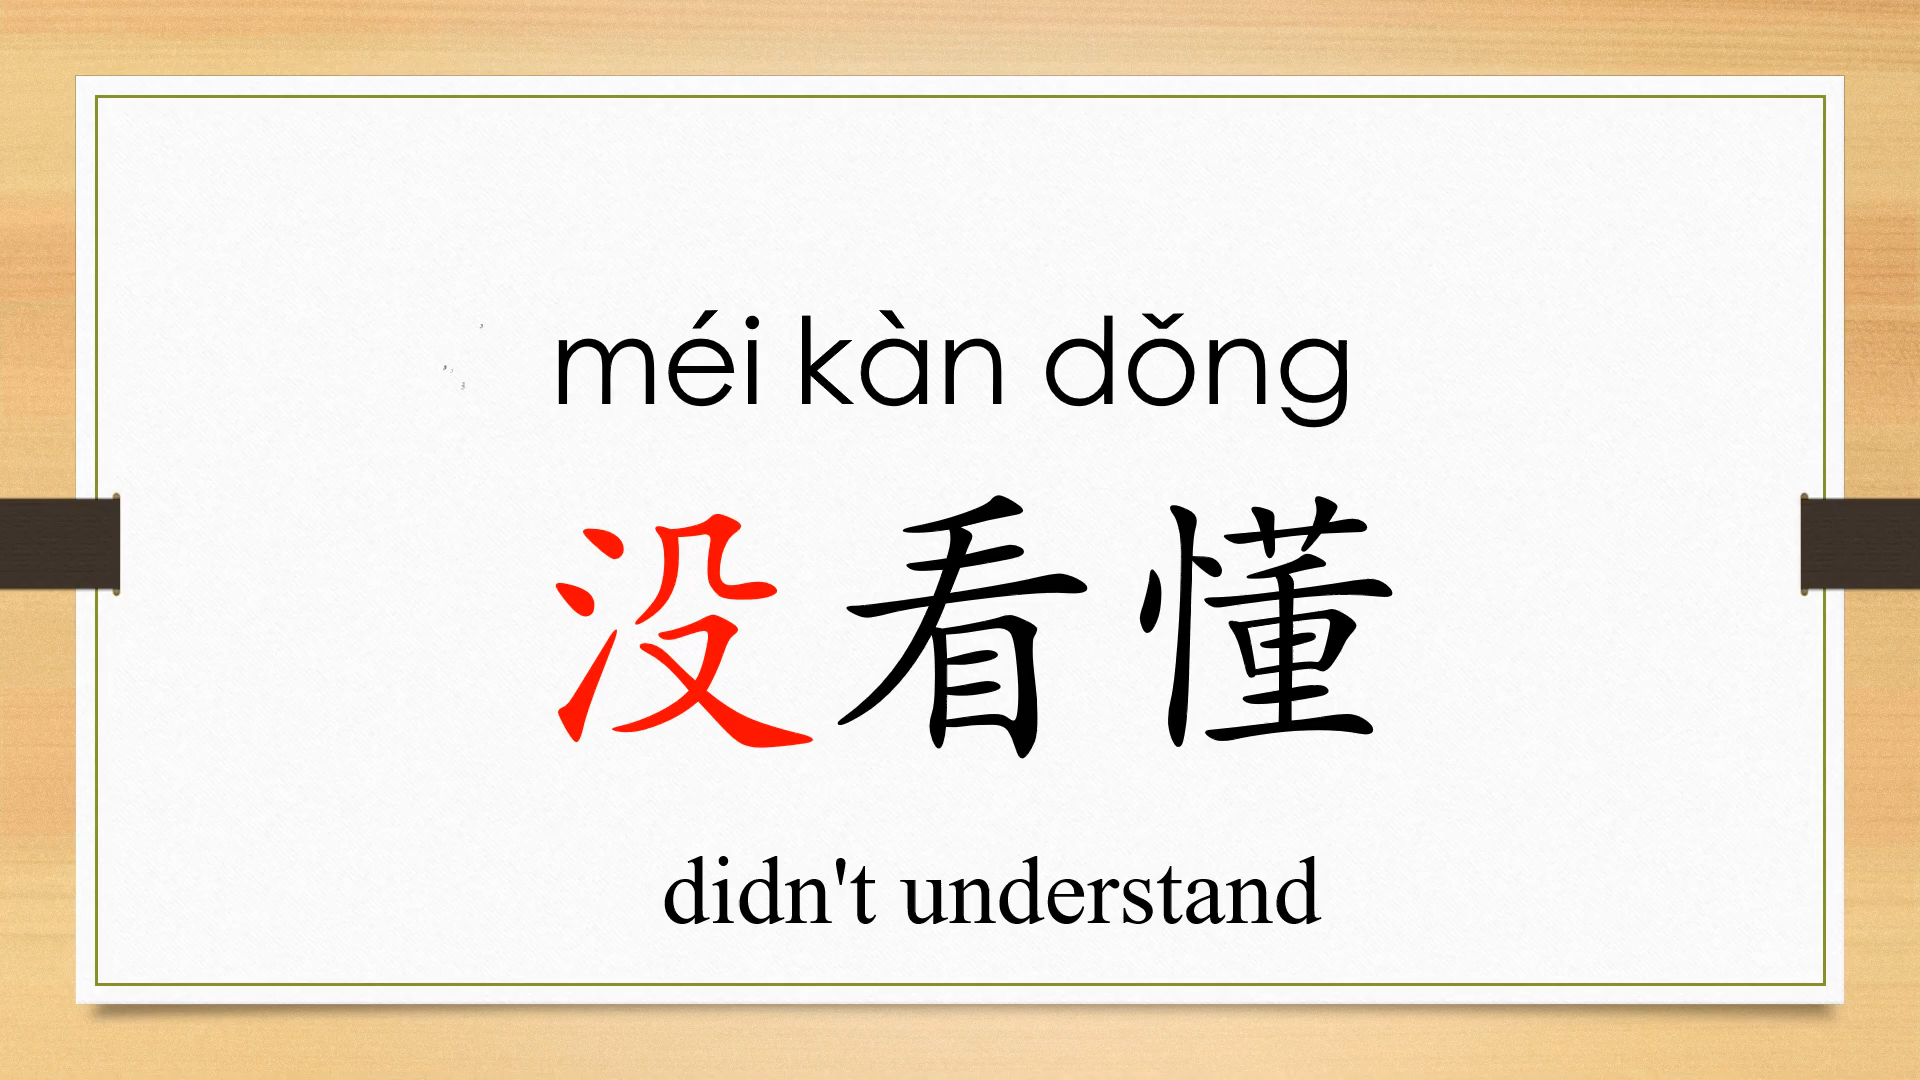 méi kàn dǒng
没看懂
didn't understand